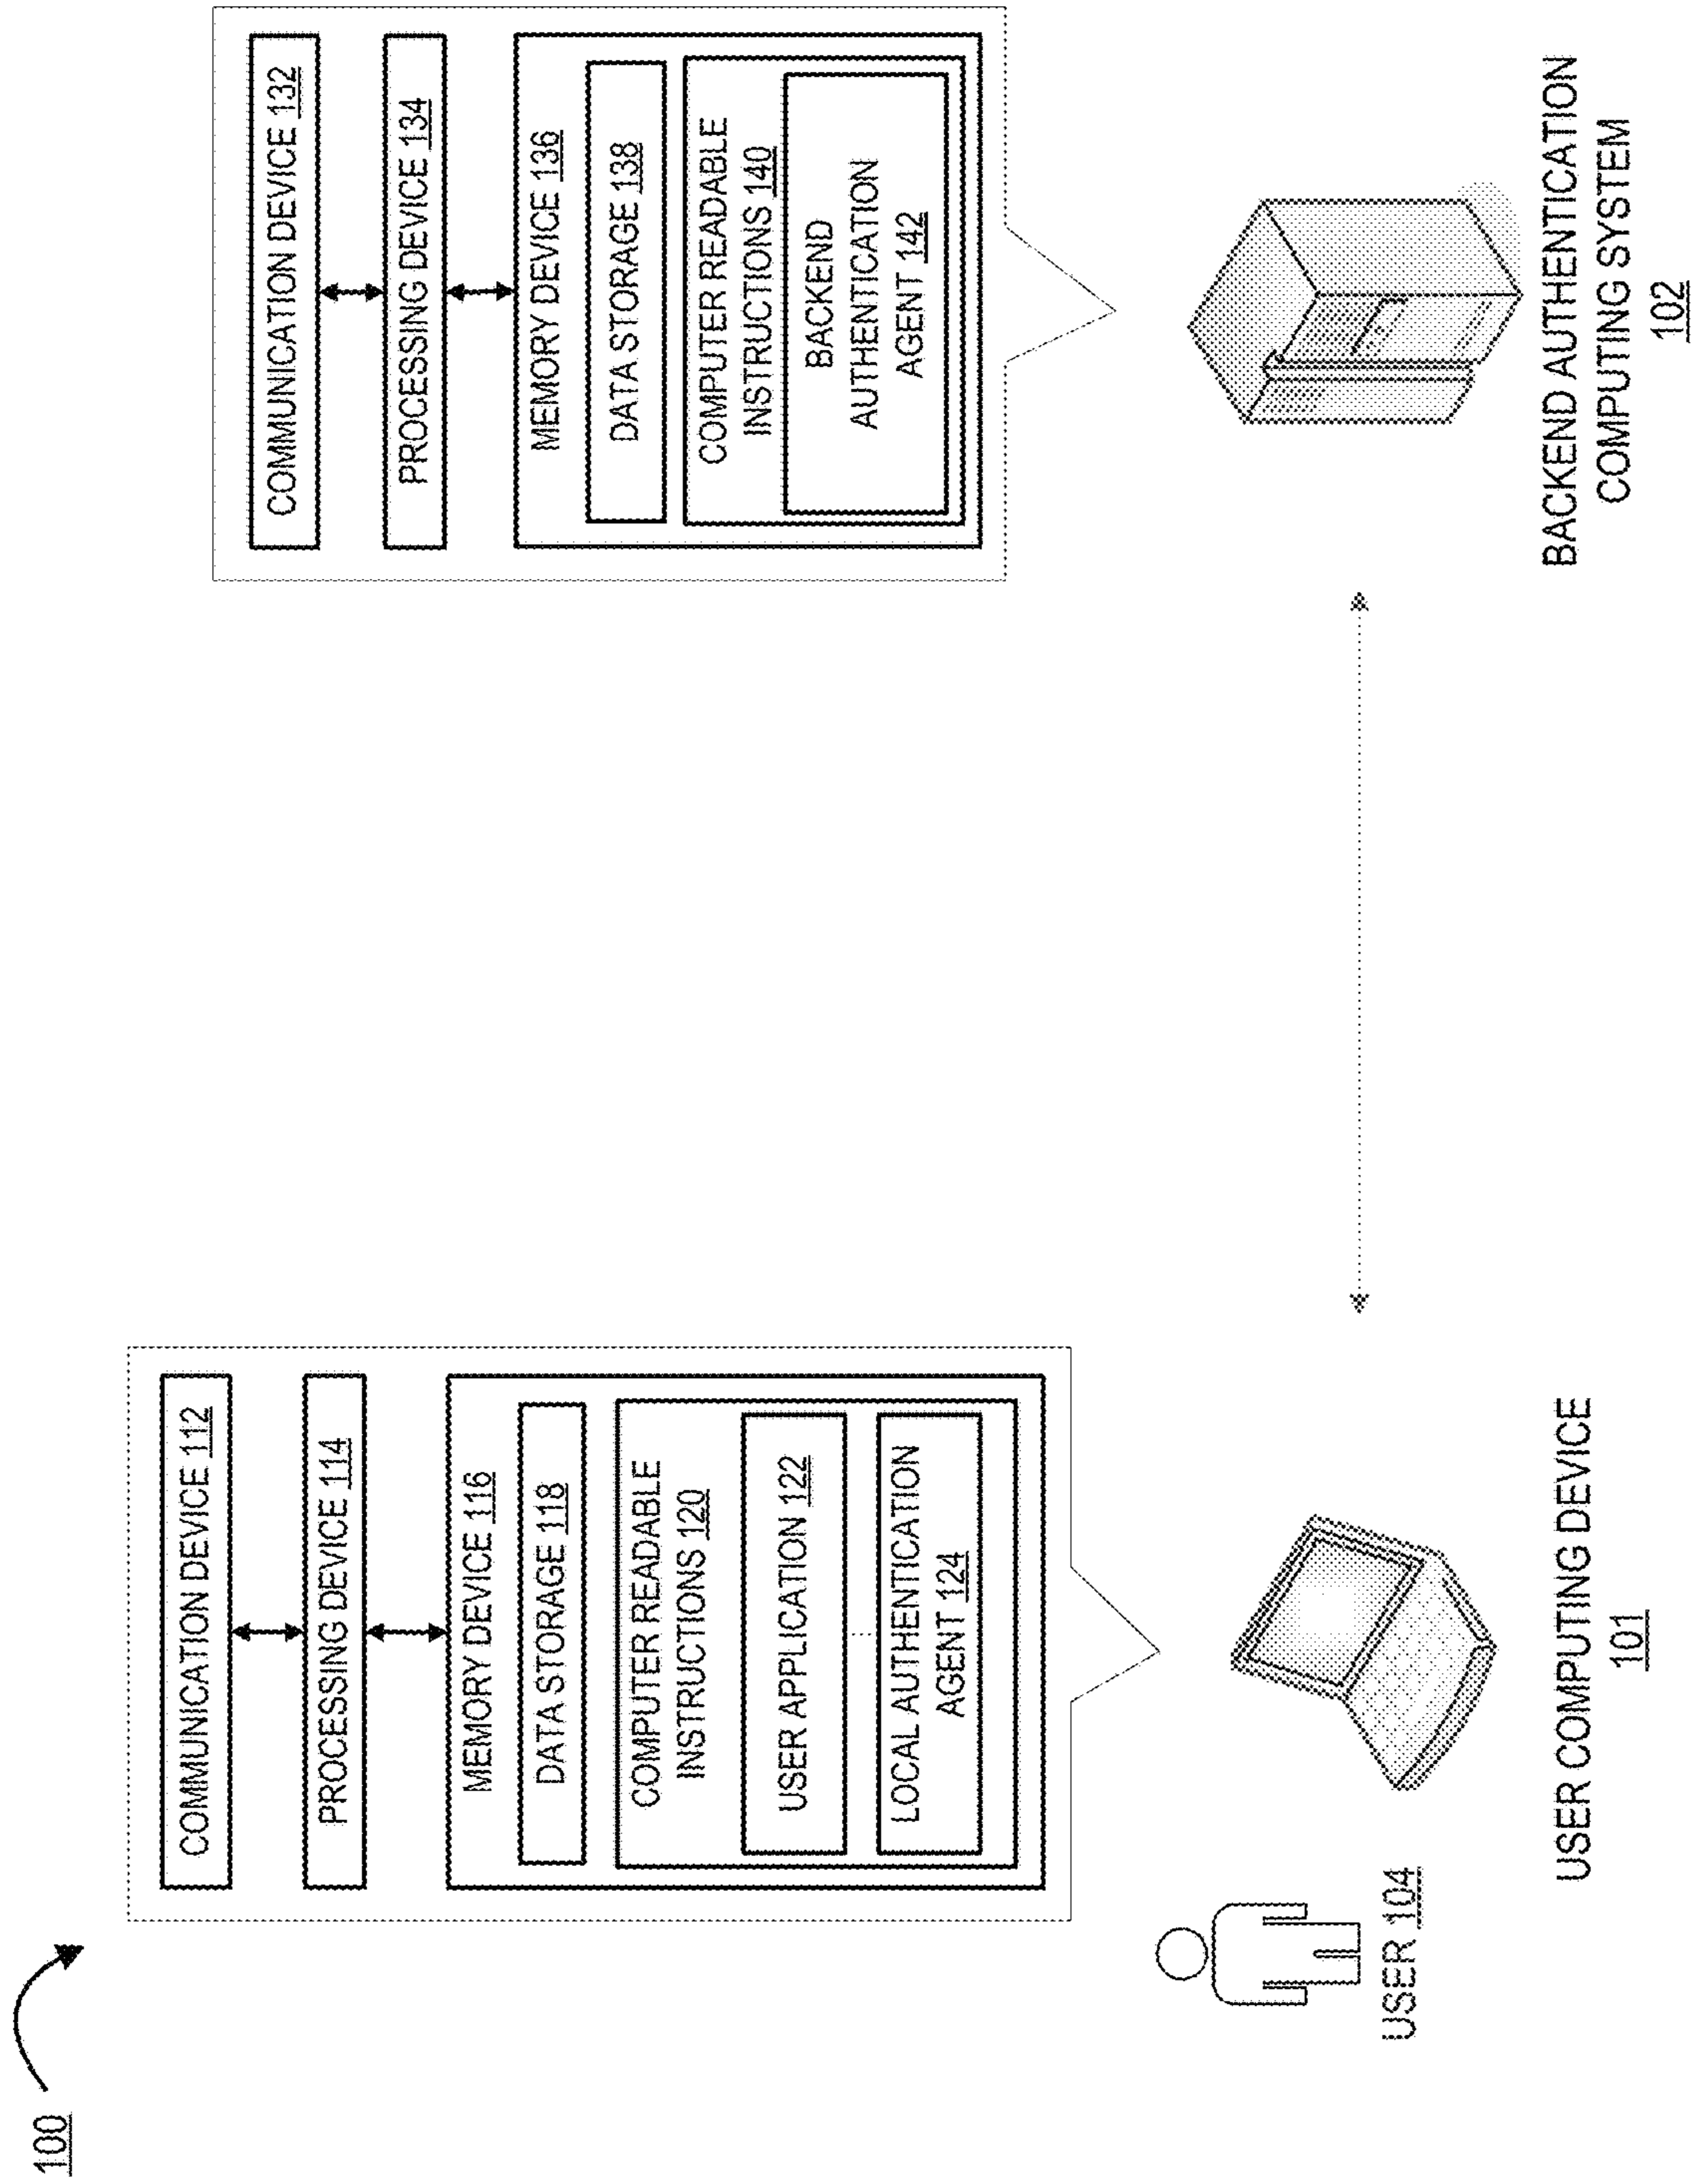 100
COMMUNICATION DEVICE 112
PROCESSING DEVICE 114
MEMORY DEVICE 116
DATA STORAGE 118
COMPUTER READABLE
INSTRUCTIONS 120
USER APPLICATION 122
LOCAL AUTHENTICATION
AGENT 124
USER 104
USER COMPUTING DEVICE
101
COMMUNICATION DEVICE 132
PROCESSING DEVICE 134
MEMORY DEVICE 136
DATA STORAGE 138
COMPUTER READABLE
INSTRUCTIONS 140
BACKEND
AUTHENTICATION
AGENT 142
BACKEND AUTHENTICATION
COMPUTING SYSTEM
102